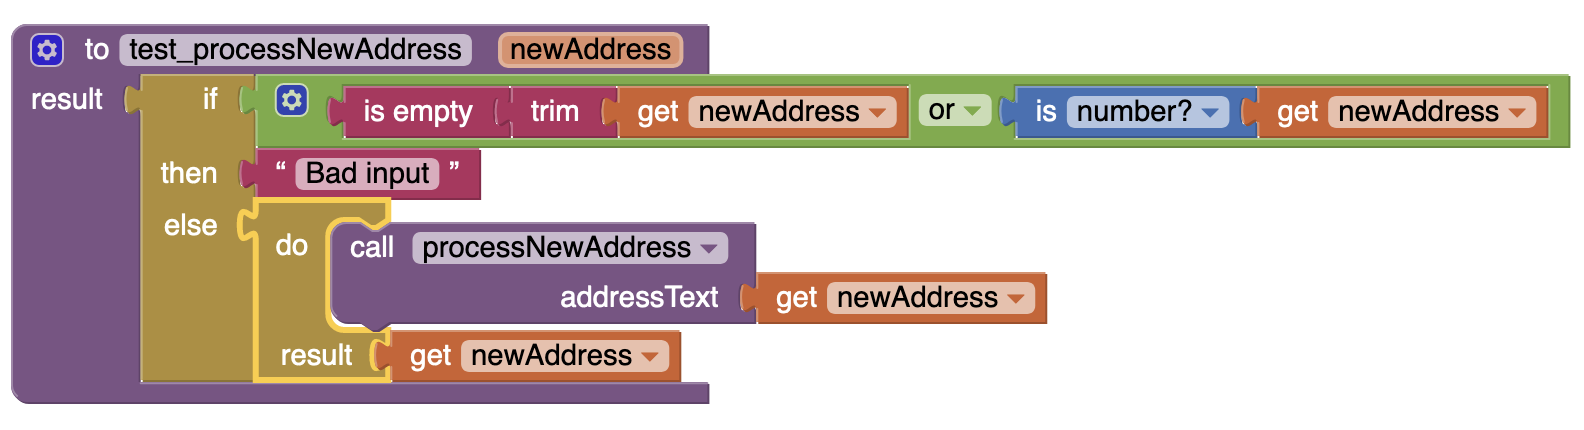 to test_processNewAddress newAddress
result if is empty trim get newAddress or is number? get newAddress
then “ Bad input ”
else
do call processNewAddress
addressText get newAddress
result get newAddress